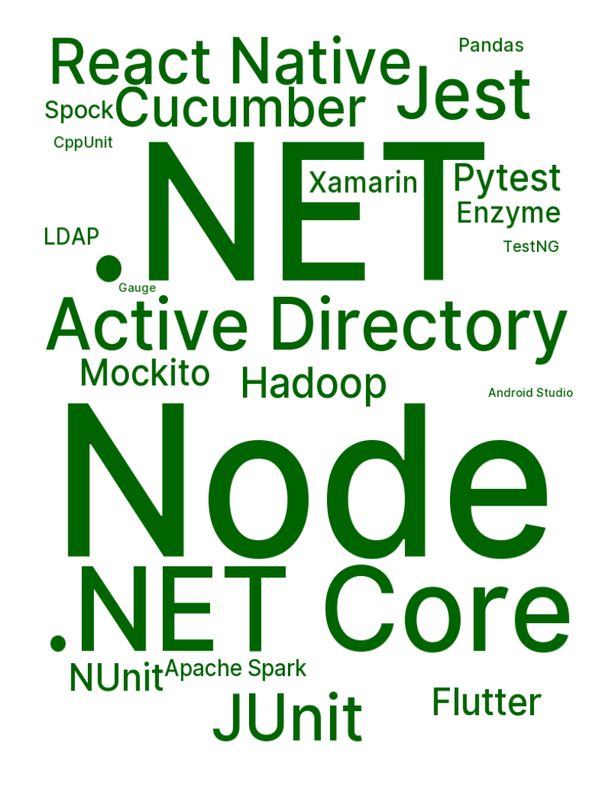 Pandas
React Native
Jest
Spock
Cucumber
CppUnit
.NET
Xamarin
Pytest
Enzyme
LDAP
TestNG
Gauge
Active Directory
Mockito
Hadoop
Android Studio
Node
.NET Core
NUnit
Apache Spark
Flutter
JUnit